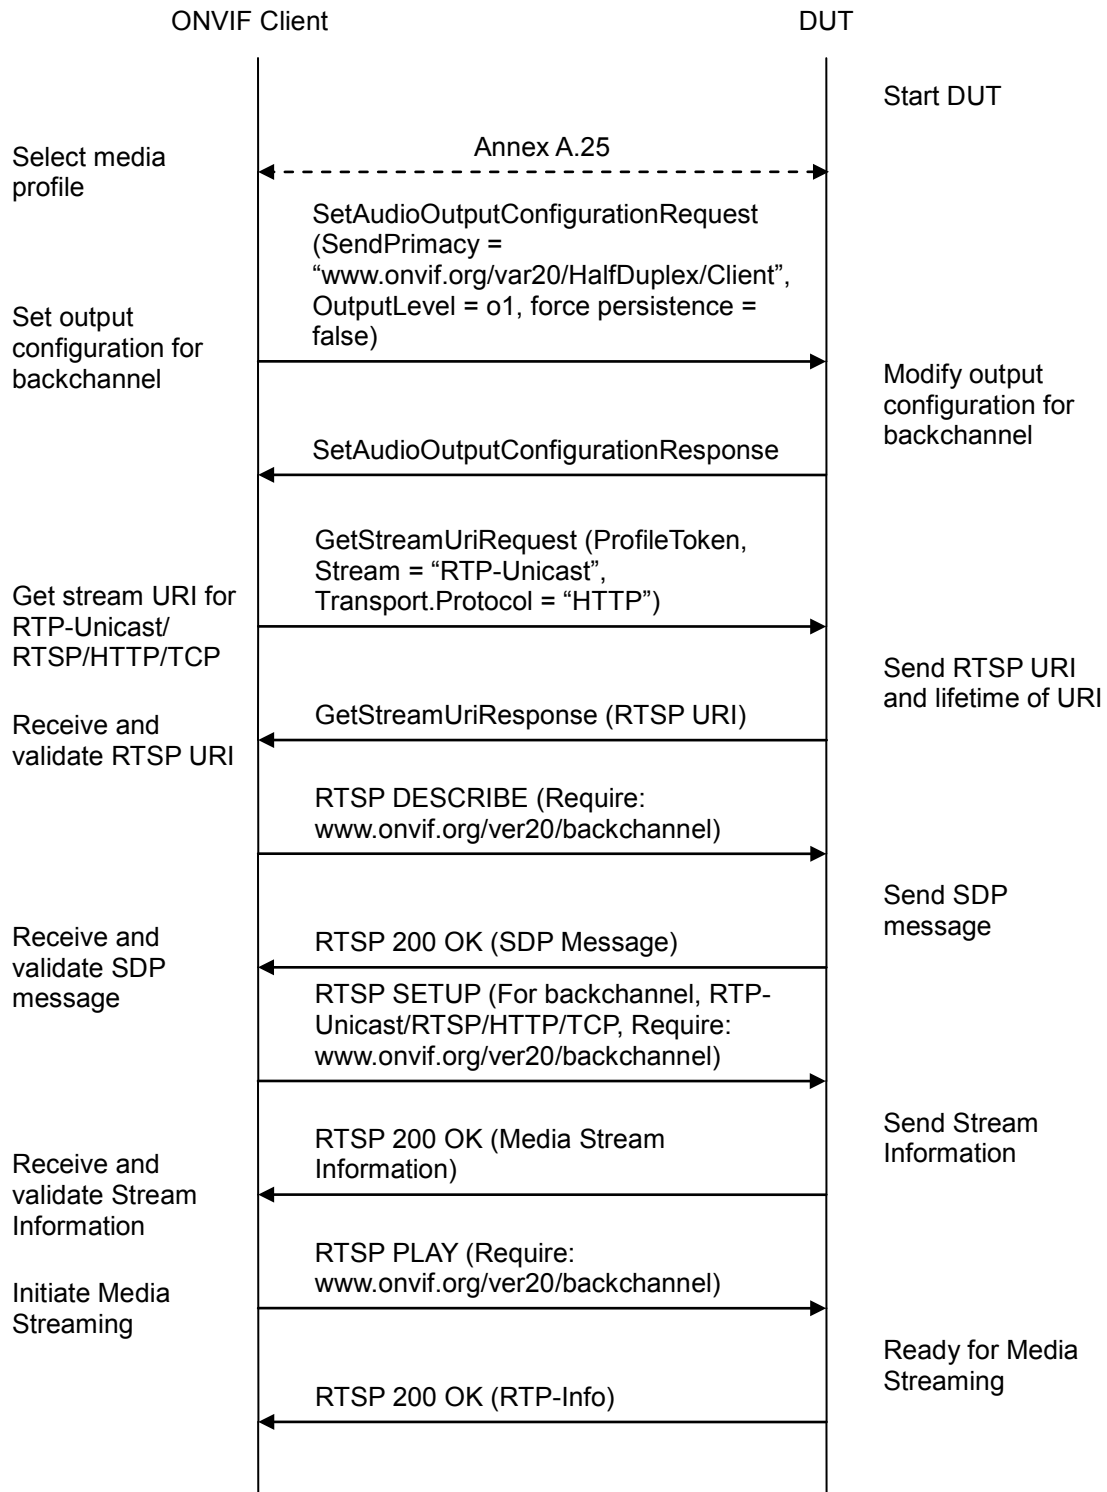 ONVIF Client
DUT
Start DUT
Annex A.25
Select media
profile
SetAudioOutputConfigurationRequest
(SendPrimacy =
“www.onvif.org/var20/HalfDuplex/Client”,
OutputLevel = o1, force persistence =
false)
Set output
configuration for
backchannel
Modify output
configuration for
backchannel
SetAudioOutputConfigurationResponse
GetStreamUriRequest (ProfileToken,
Stream = “RTP-Unicast”,
Transport.Protocol = “HTTP”)
Get stream URI for
RTP-Unicast/
RTSP/HTTP/TCP
Send RTSP URI
and lifetime of URI
GetStreamUriResponse (RTSP URI)
Receive and
validate RTSP URI
RTSP DESCRIBE (Require:
www.onvif.org/ver20/backchannel)
Send SDP
message
RTSP 200 OK (SDP Message)
Receive and
validate SDP
message
RTSP SETUP (For backchannel, RTP-
Unicast/RTSP/HTTP/TCP, Require:
www.onvif.org/ver20/backchannel)
Send Stream
Information
RTSP 200 OK (Media Stream
Information)
Receive and
validate Stream
Information
RTSP PLAY (Require:
www.onvif.org/ver20/backchannel)
Initiate Media
Streaming
Ready for Media
Streaming
RTSP 200 OK (RTP-Info)